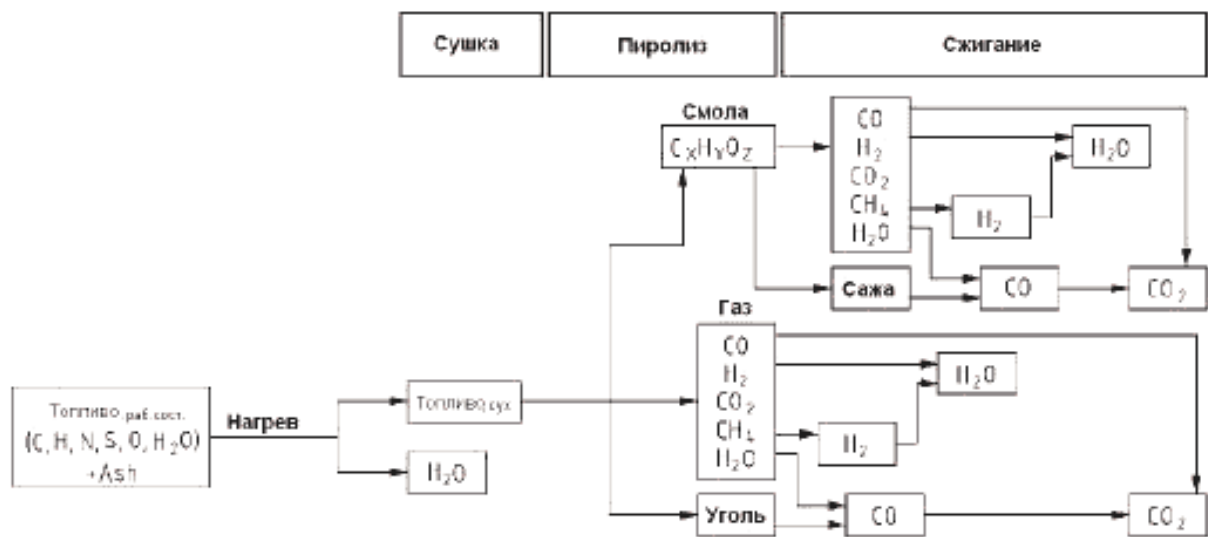 Сушка
Пиролиз
Сжигание
Смола
CₓHᵧO_Z
CO
H₂
CO₂
CH₄
H₂O
H₂O
H₂
Сажа
CO
CO₂
Газ
CO
H₂
CO₂
CH₄
H₂O
H₂O
H₂
Топливо,раб.сост.
(C, H, N, S, O, H₂O)
+Ash
Нагрев
Топливо,сух
H₂O
Уголь
CO
CO₂